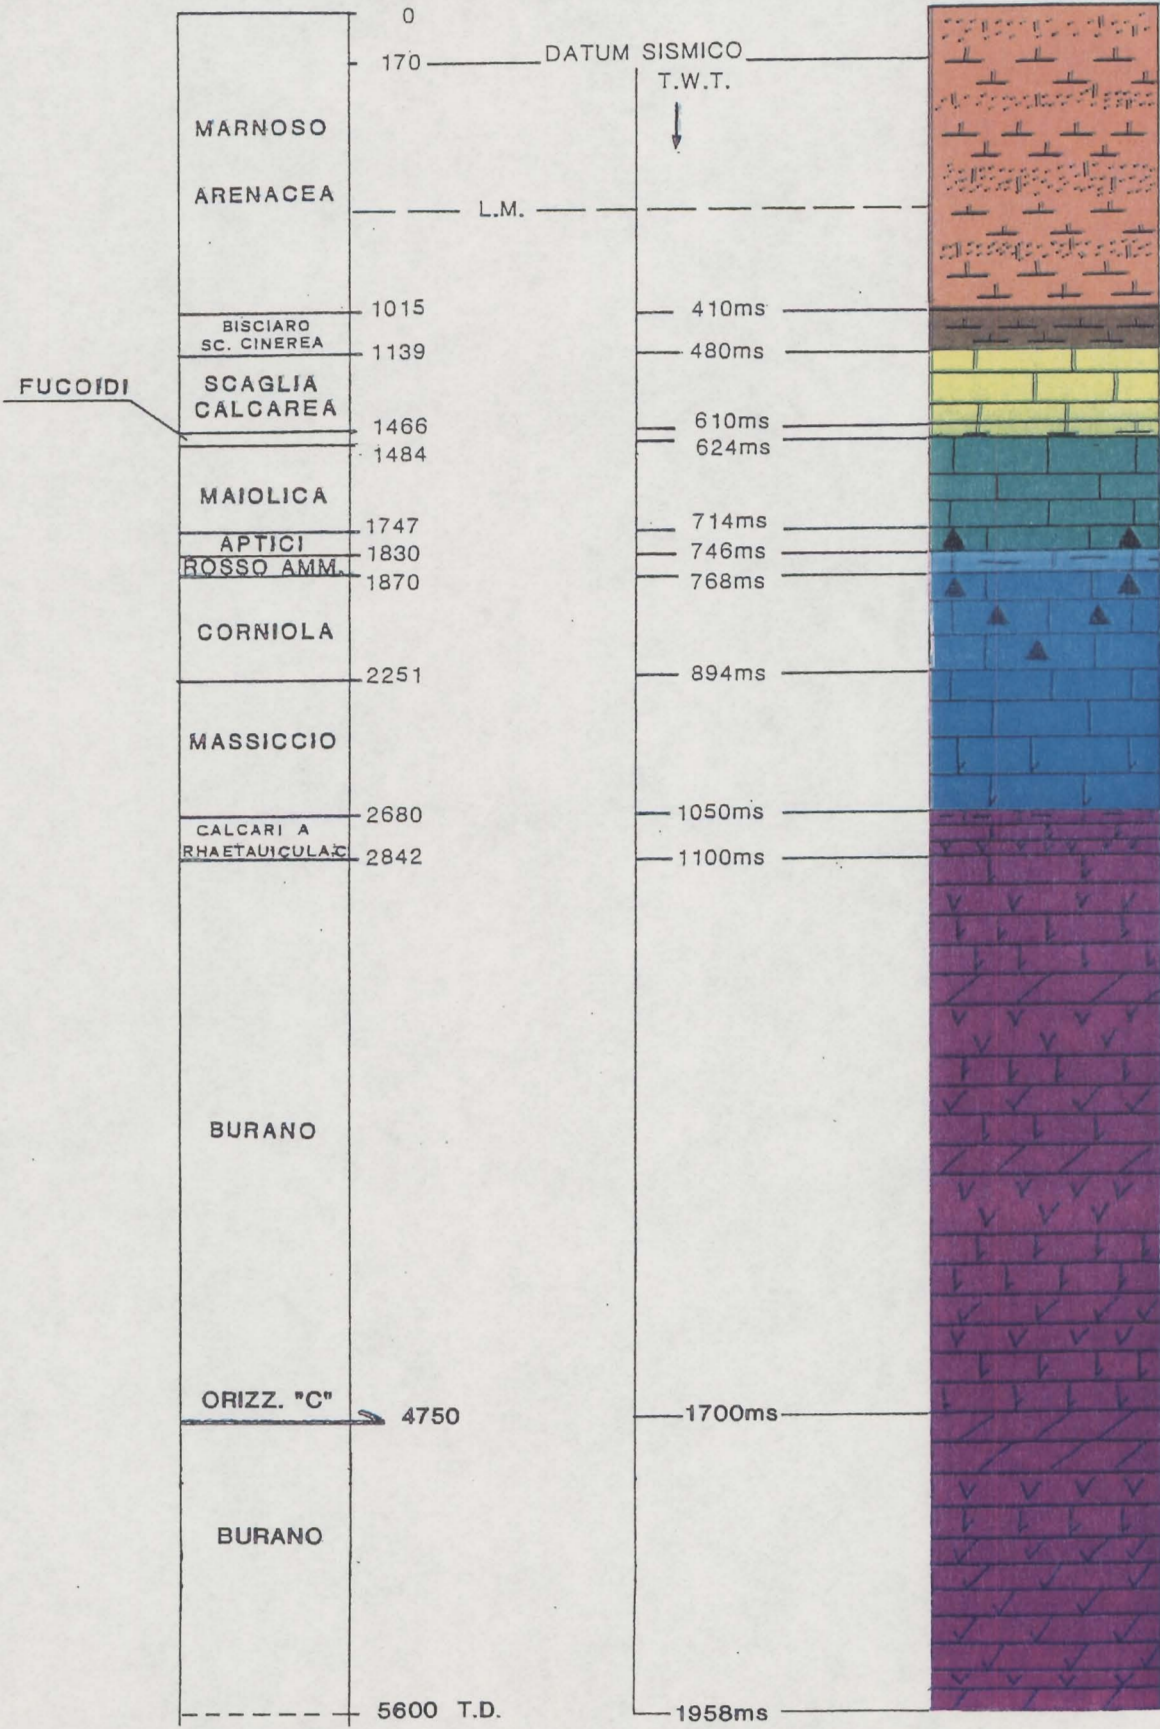 0
170 DATUM SISMICO
T.W.T.
MARNOSO
ARENACEA
L.M.
1015 410ms
BISCIARO
SC. CINEREA
1139 480ms
FUCOIDI
SCAGLIA
CALCAREA
1466 610ms
1484 624ms
MAIOLICA
1747 714ms
APTICI
1830 746ms
ROSSO AMM.
1870 768ms
CORNIOLA
2251 894ms
MASSICCIO
2680 1050ms
CALCARI A
RHAETAUICULA C
2842 1100ms
BURANO
ORIZZ. "C"
4750 1700ms
BURANO
5600 T.D. 1958ms